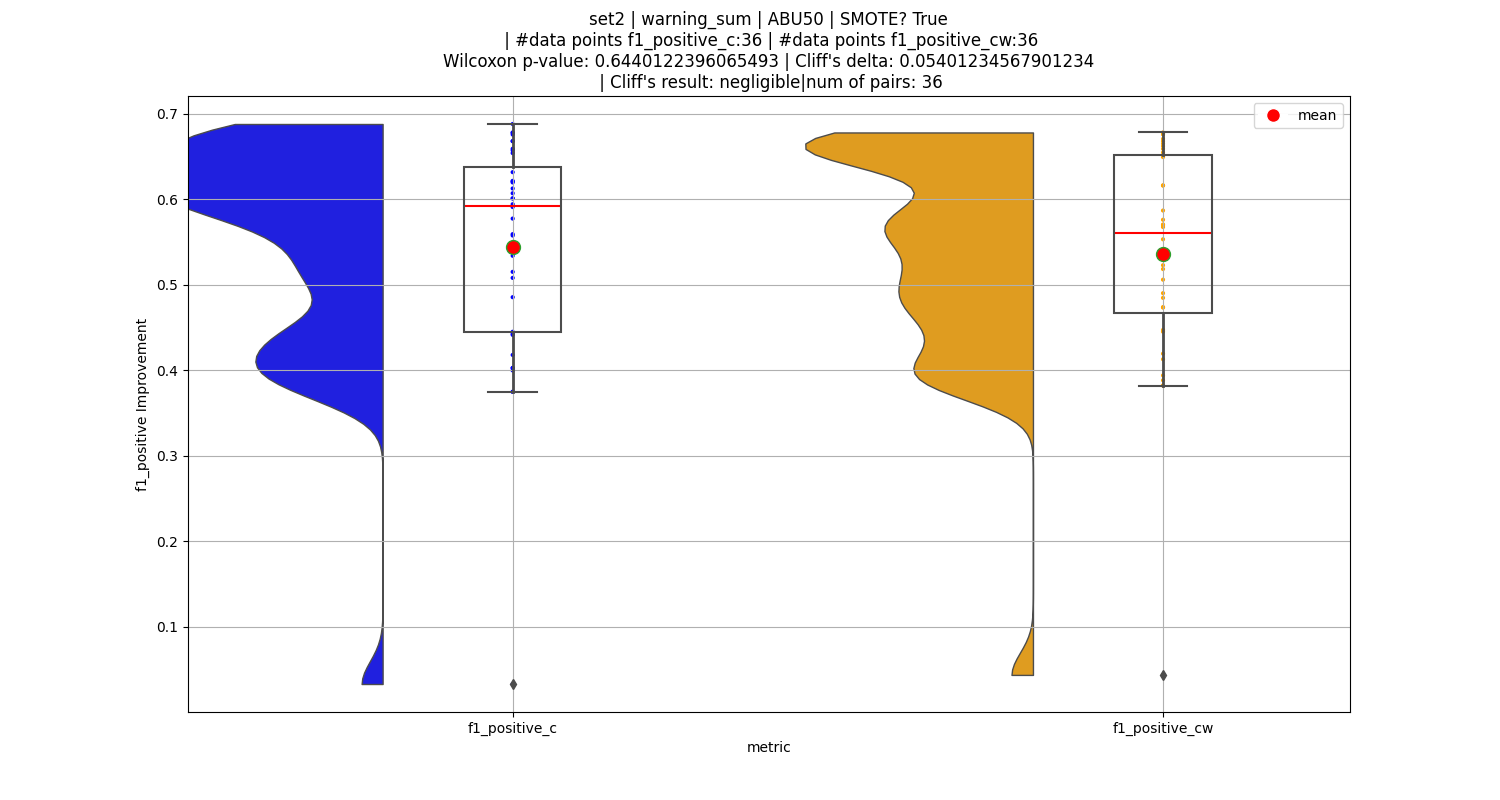 set2 | warning_sum | ABU50 | SMOTE? True
| #data points f1_positive_c:36 | #data points f1_positive_cw:36
Wilcoxon p-value: 0.6440122396065493 | Cliff's delta: 0.05401234567901234
| Cliff's result: negligible|num of pairs: 36
mean
0.7
0.6
0.5
0.4
0.3
0.2
0.1
f1_positive Improvement
f1_positive_c
f1_positive_cw
metric